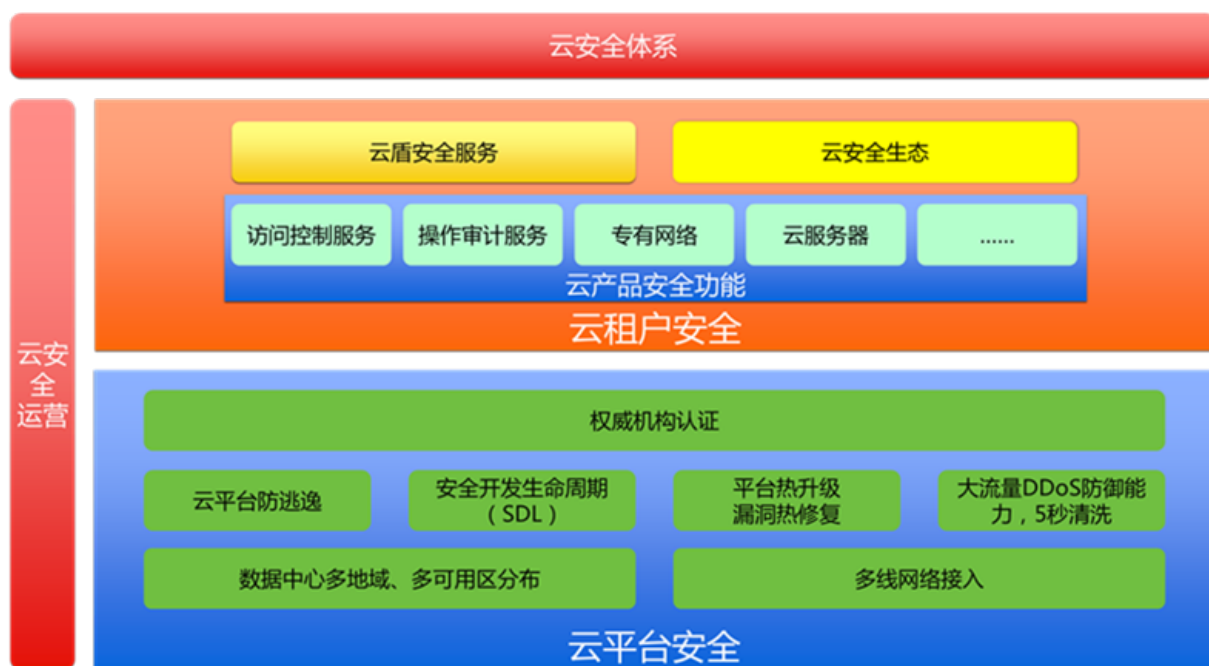 云安全体系
云安
全
运营
云盾安全服务
云安全生态
访问控制服务
操作审计服务
专有网络
云服务器
......
云产品安全功能
云租户安全
权威机构认证
云平台防逃逸
安全开发生命周期
（SDL）
平台热升级
漏洞热修复
大流量DDoS防御能
力，5秒清洗
数据中心多地域、多可用区分布
多线网络接入
云平台安全